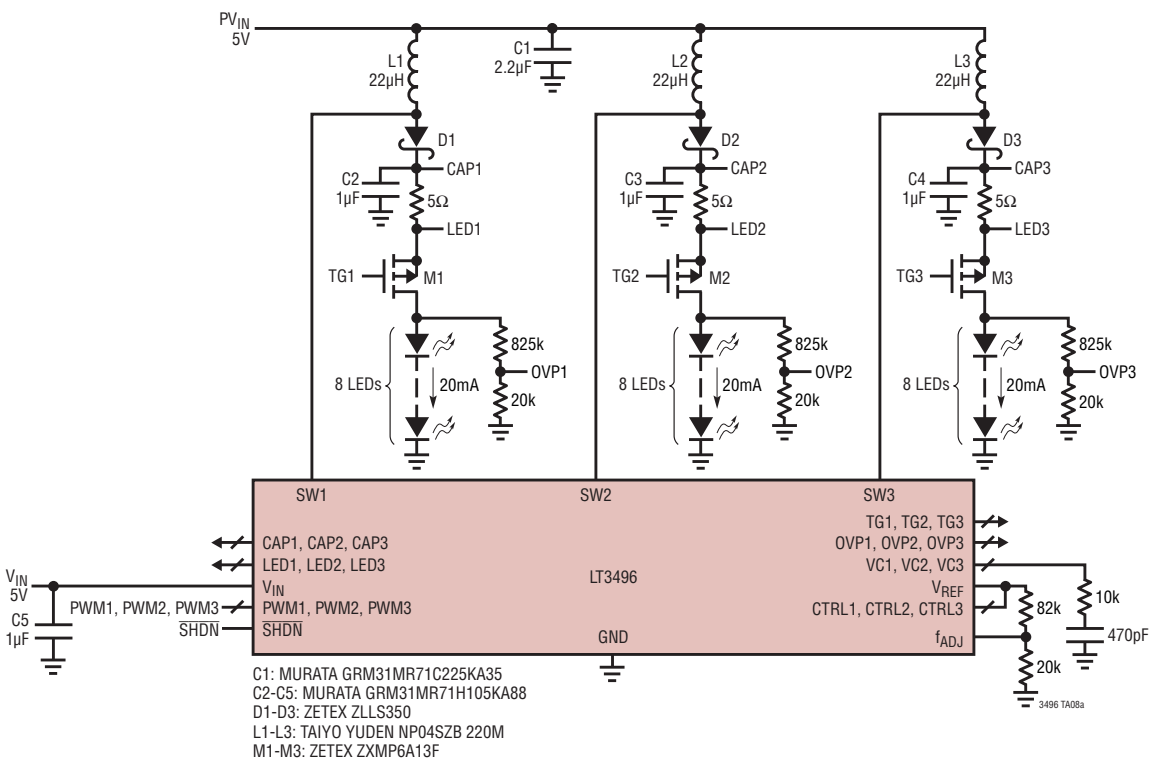 PVIN
5V
C1
2.2µF
L1
22µH
L2
22µH
L3
22µH
D1
D2
D3
CAP1
CAP2
CAP3
C2
1µF
C3
1µF
C4
1µF
5Ω
5Ω
5Ω
LED1
LED2
LED3
TG1
M1
TG2
M2
TG3
M3
825k
825k
825k
8 LEDs
20mA
OVP1
8 LEDs
20mA
OVP2
8 LEDs
20mA
OVP3
20k
20k
20k
SW1
SW2
SW3
TG1, TG2, TG3
CAP1, CAP2, CAP3
OVP1, OVP2, OVP3
LED1, LED2, LED3
VC1, VC2, VC3
LT3496
VIN
5V
VIN
VREF
C5
1µF
PWM1, PWM2, PWM3
PWM1, PWM2, PWM3
CTRL1, CTRL2, CTRL3
82k
10k
SHDN
SHDN
GND
fADJ
470pF
20k
3496 TA08a
C1: MURATA GRM31MR71C225KA35
C2-C5: MURATA GRM31MR71H105KA88
D1-D3: ZETEX ZLLS350
L1-L3: TAIYO YUDEN NP04SZB 220M
M1-M3: ZETEX ZXMP6A13F